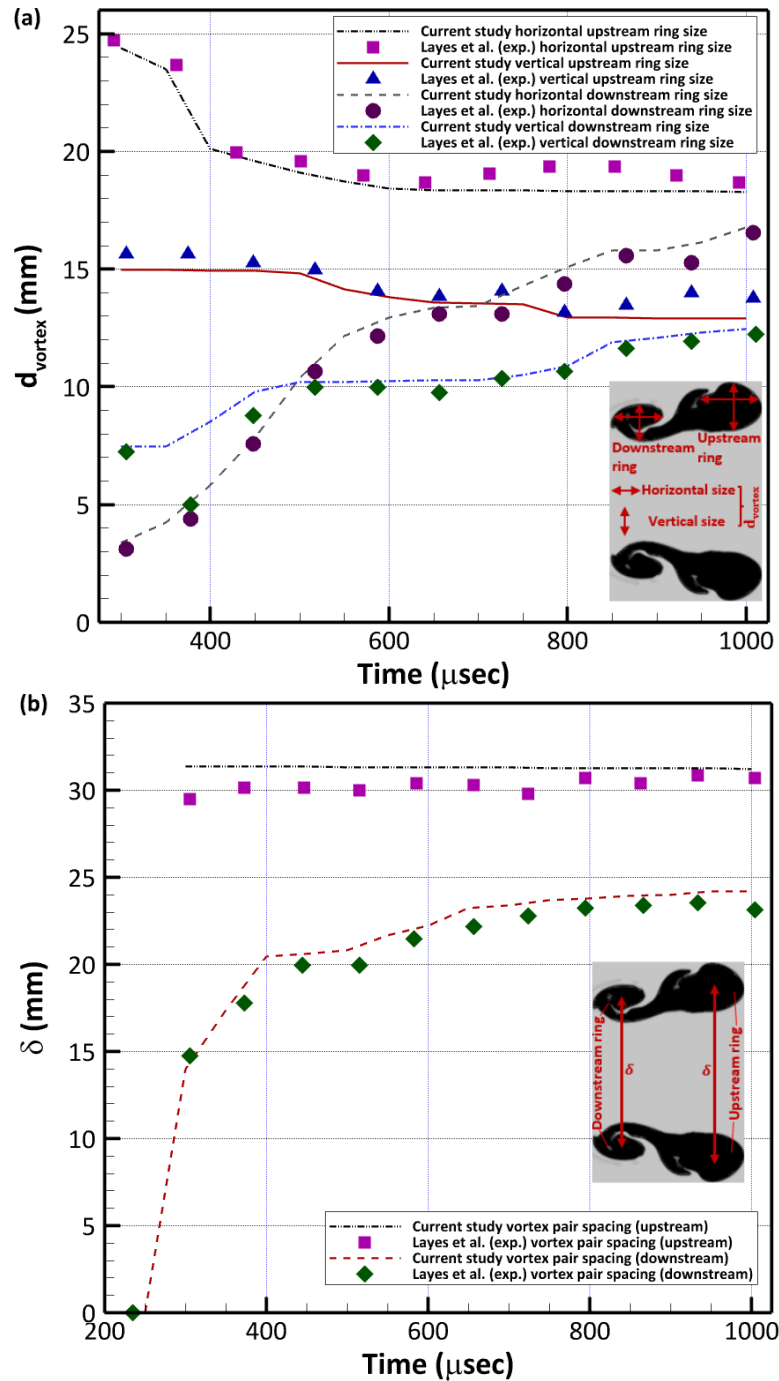 (a)
25
20
15
10
5
0
d_vortex (mm)
Current study horizontal upstream ring size
Layes et al. (exp.) horizontal upstream ring size
Current study vertical upstream ring size
Layes et al. (exp.) vertical upstream ring size
Current study horizontal downstream ring size
Layes et al. (exp.) horizontal downstream ring size
Current study vertical downstream ring size
Layes et al. (exp.) vertical downstream ring size
Downstream
ring
Upstream
ring
Horizontal size
Vertical size
d_vortex
400
600
800
1000
Time (μsec)
(b)
35
30
25
20
15
10
5
0
δ (mm)
Downstream ring
δ
δ
Upstream ring
Current study vortex pair spacing (upstream)
Layes et al. (exp.) vortex pair spacing (upstream)
Current study vortex pair spacing (downstream)
Layes et al. (exp.) vortex pair spacing (downstream)
200
400
600
800
1000
Time (μsec)